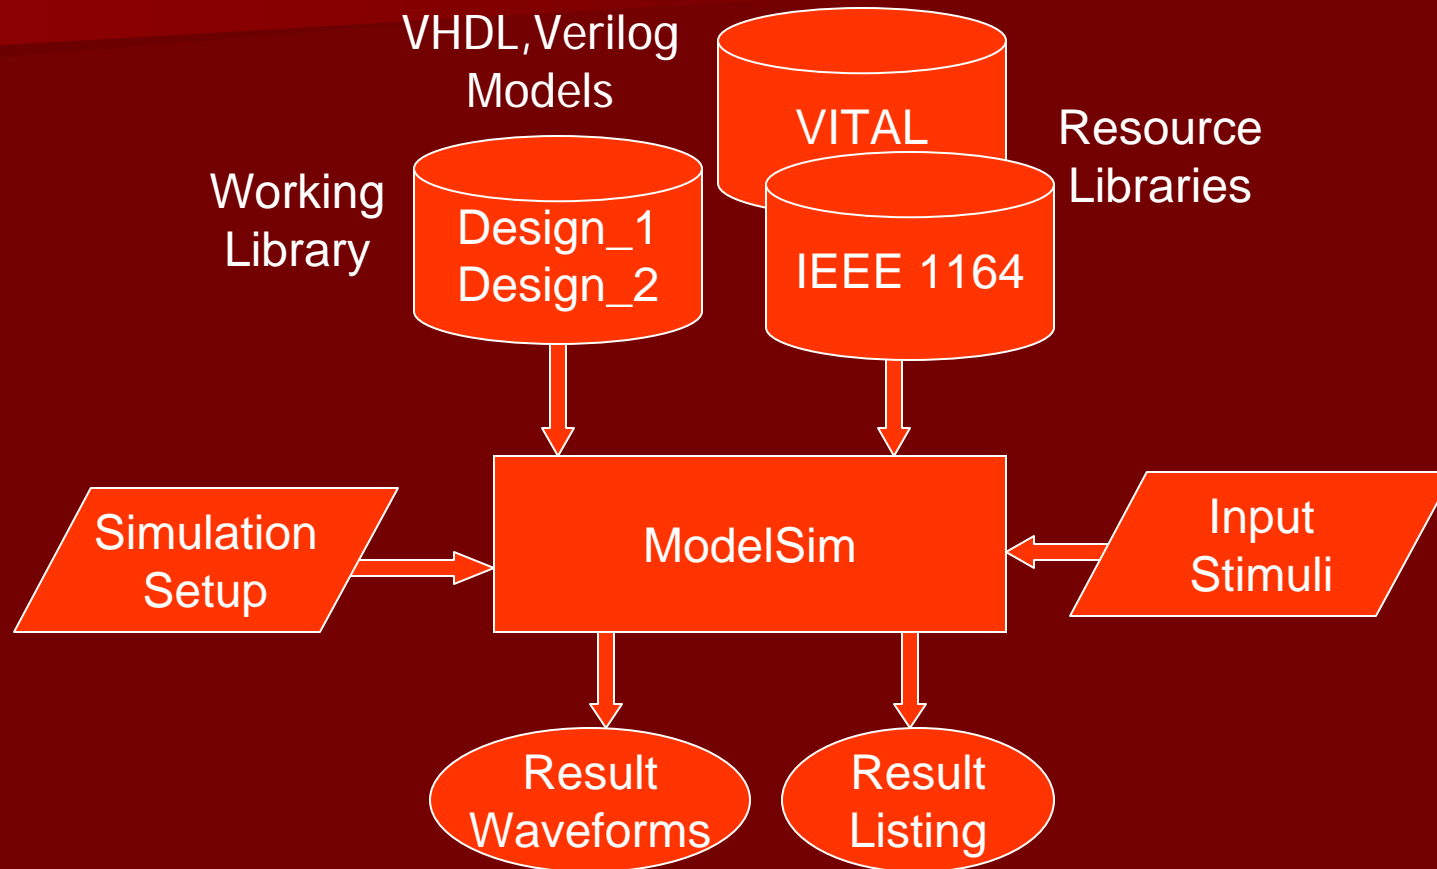 VHDL,Verilog
Models
VITAL
Resource
Libraries
Working
Library
Design_1
Design_2
IEEE 1164
Simulation
Setup
ModelSim
Input
Stimuli
Result
Waveforms
Result
Listing